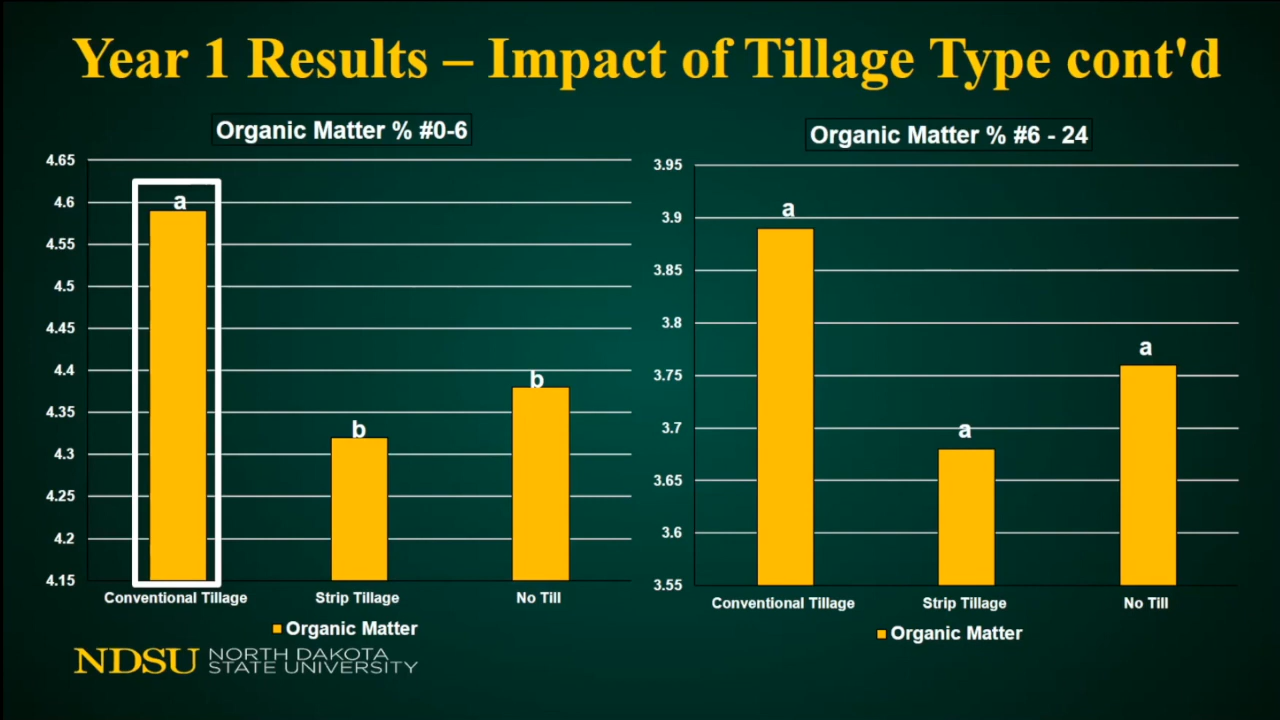 Year 1 Results – Impact of Tillage Type cont'd
Organic Matter % #0-6
4.65
4.6
4.55
4.5
4.45
4.4
4.35
4.3
4.25
4.2
4.15
a
b
b
Conventional Tillage Strip Tillage No Till
Organic Matter
Organic Matter % #6 - 24
3.95
3.9
3.85
3.8
3.75
3.7
3.65
3.6
3.55
a
a
a
Conventional Tillage Strip Tillage No Till
Organic Matter
NDSU NORTH DAKOTA
STATE UNIVERSITY